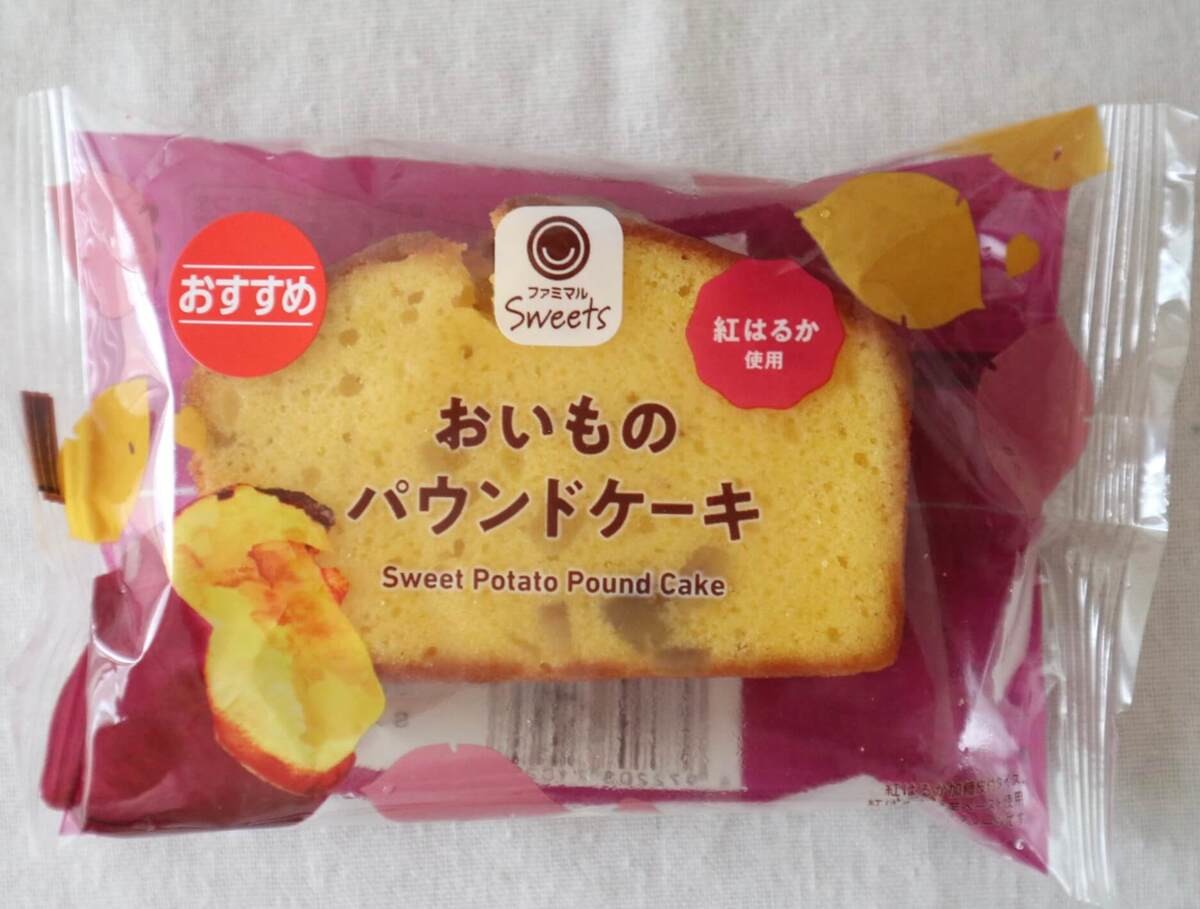 おすすめ
ファミマル
Sweets
紅はるか
使用
おいもの
パウンドケーキ
Sweet Potato Pound Cake